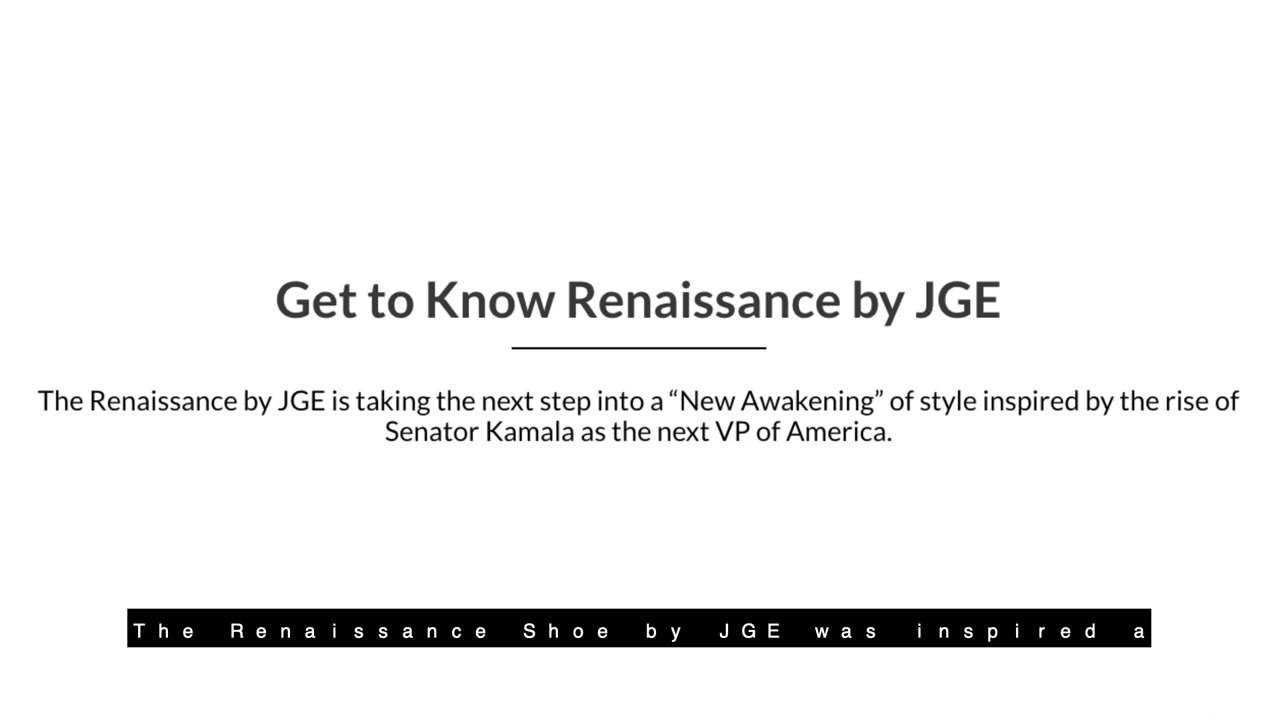 Get to Know Renaissance by JGE
The Renaissance by JGE is taking the next step into a “New Awakening” of style inspired by the rise of
Senator Kamala as the next VP of America.
The Renaissance Shoe by JGE was inspired a